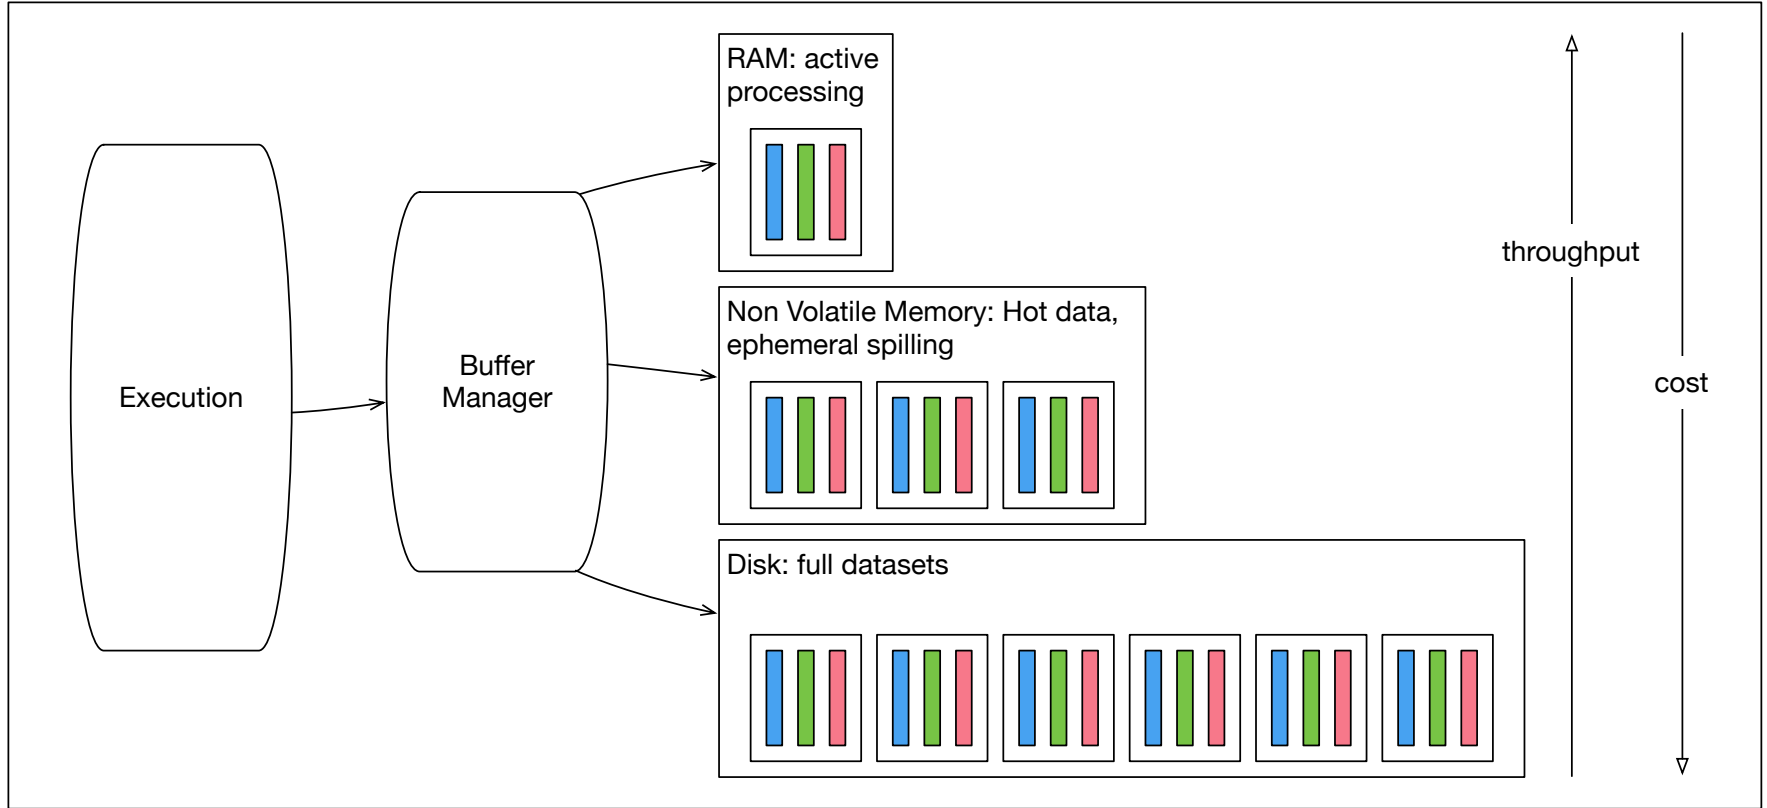 RAM: active
processing
throughput
Non Volatile Memory: Hot data,
ephemeral spilling
Buffer
Manager
Execution
cost
Disk: full datasets